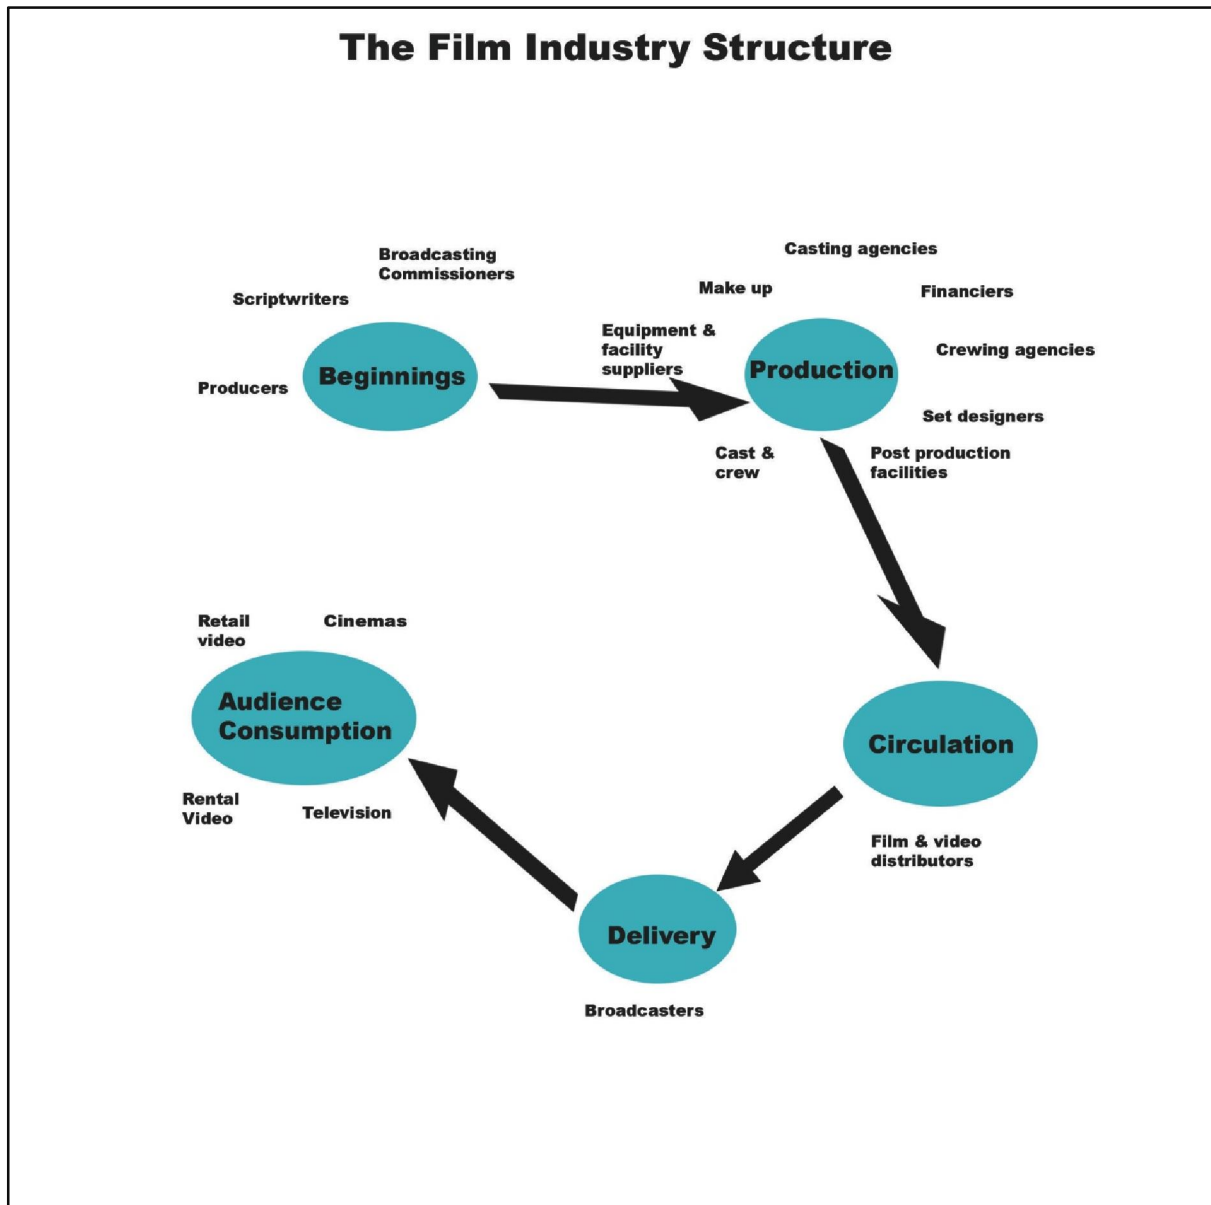 The Film Industry Structure
Broadcasting
Commissioners
Scriptwriters
Producers
Beginnings
Casting agencies
Make up
Financiers
Equipment &
facility
suppliers
Production
Crewing agencies
Set designers
Cast &
crew
Post production
facilities
Circulation
Film & video
distributors
Delivery
Broadcasters
Retail
video
Cinemas
Audience
Consumption
Rental
Video
Television